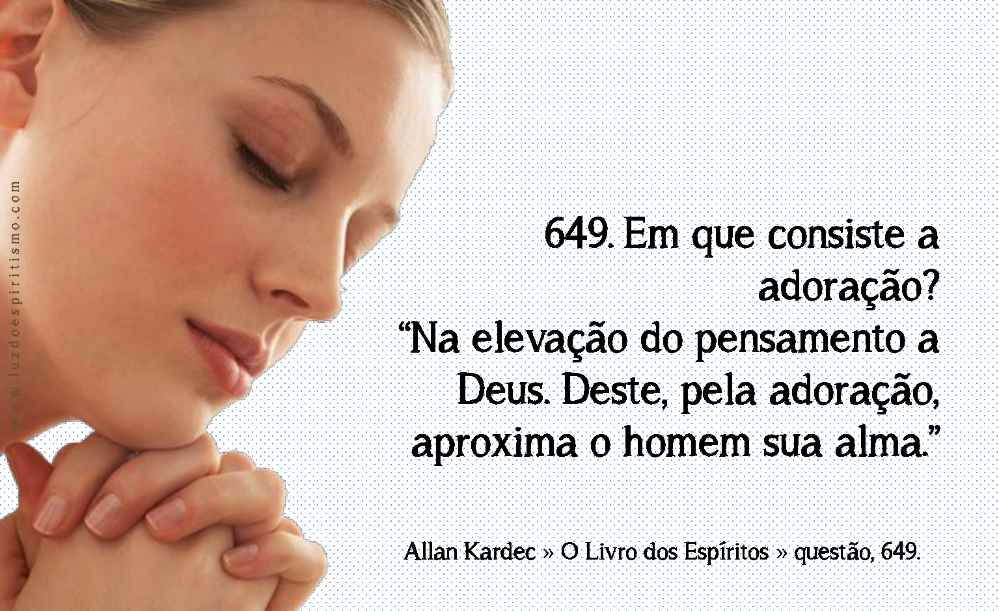 649. Em que consiste a
adoração?
“Na elevação do pensamento a
Deus. Deste, pela adoração,
aproxima o homem sua alma.”
Allan Kardec » O Livro dos Espíritos » questão, 649.
www.luzdoespiritismo.com